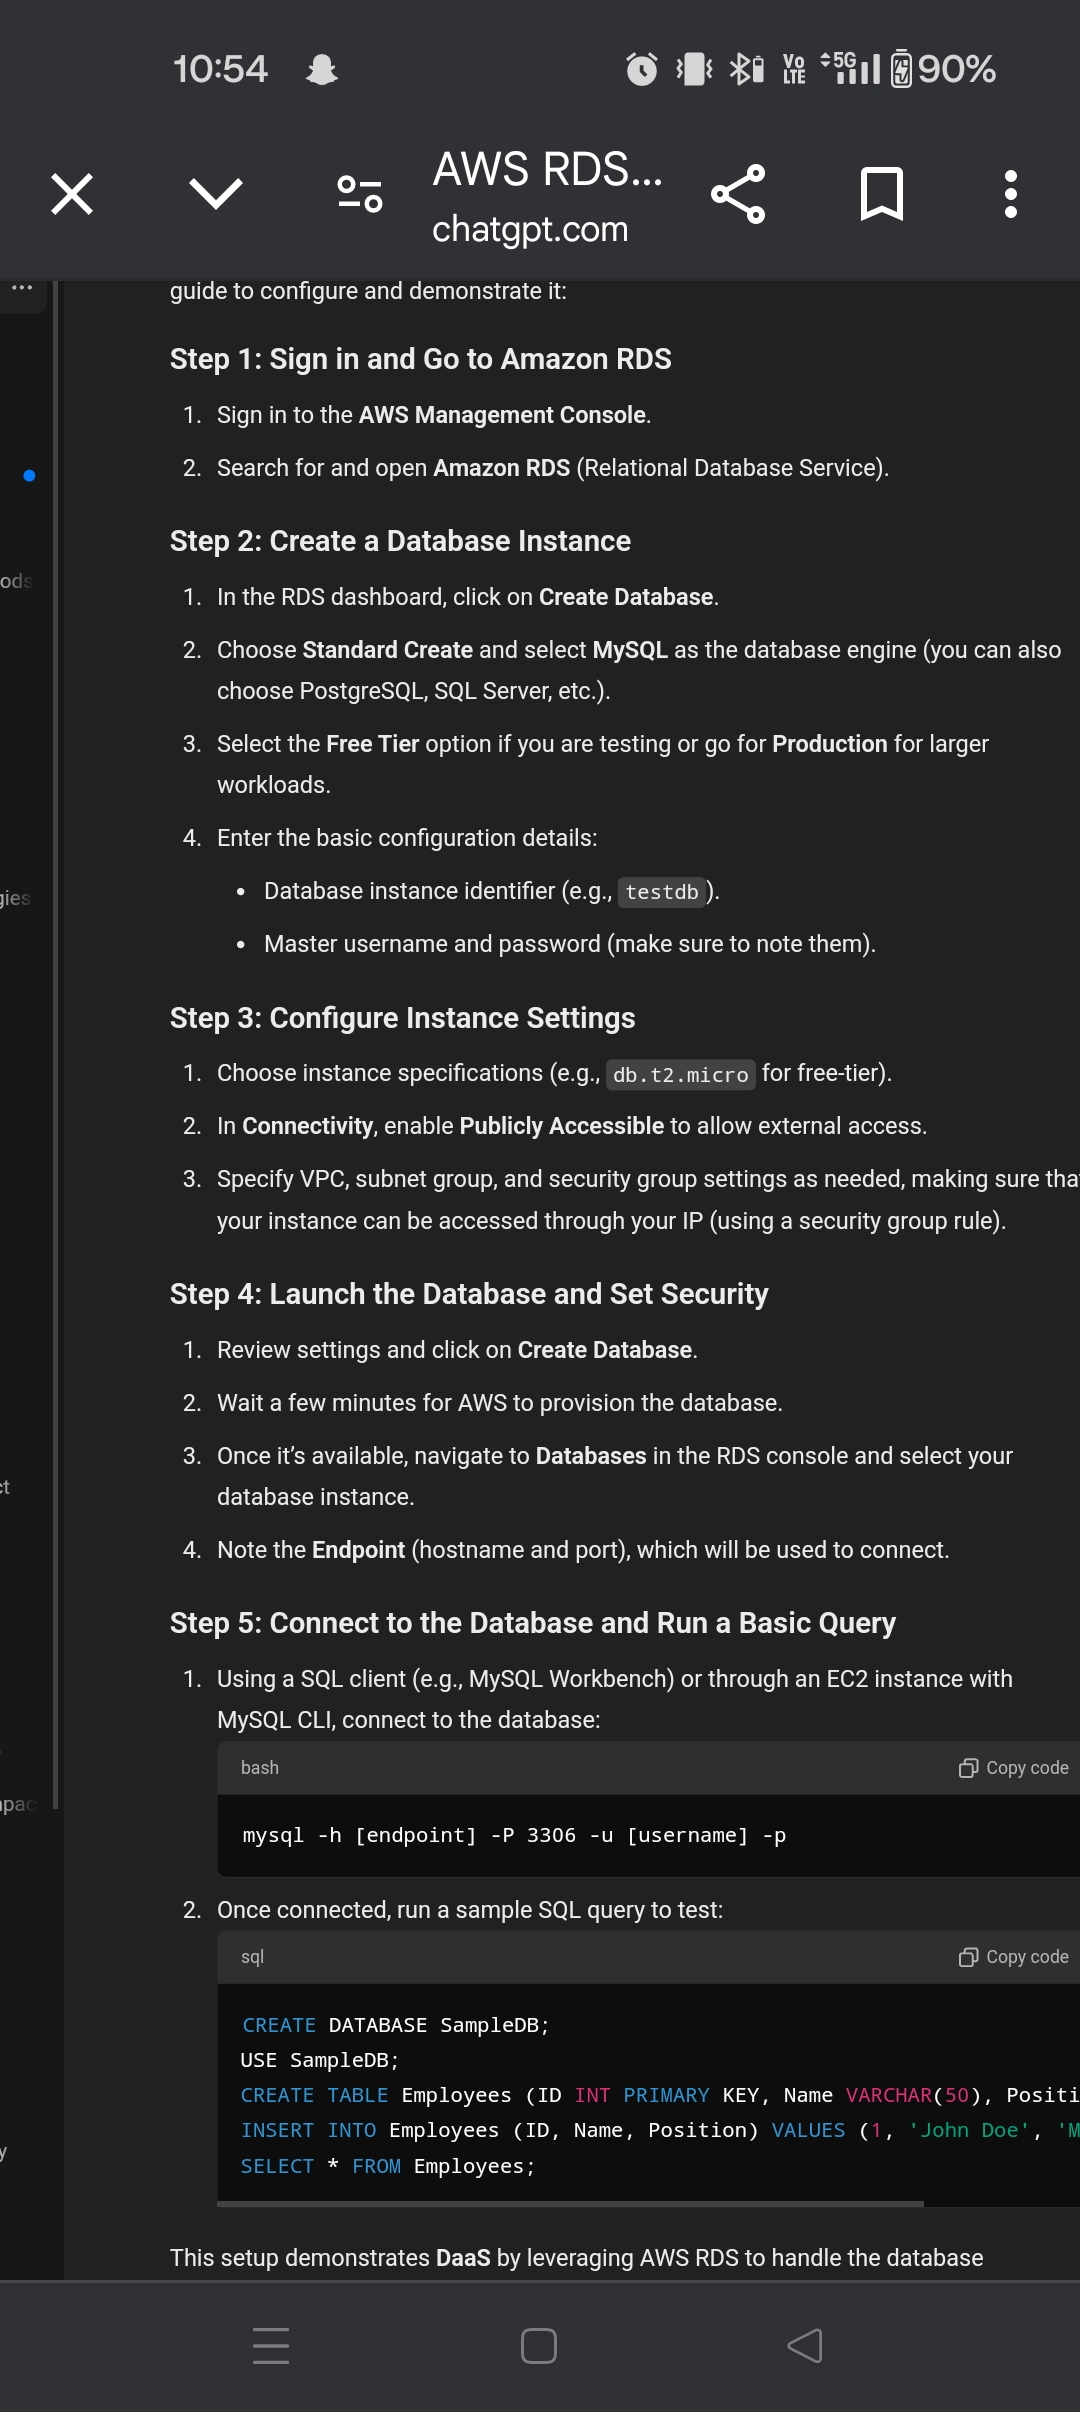 10:54
Vo LTE 5G 90%
AWS RDS...
chatgpt.com
guide to configure and demonstrate it:
Step 1: Sign in and Go to Amazon RDS
1. Sign in to the AWS Management Console.
2. Search for and open Amazon RDS (Relational Database Service).
Step 2: Create a Database Instance
1. In the RDS dashboard, click on Create Database.
ods
2. Choose Standard Create and select MySQL as the database engine (you can also
choose PostgreSQL, SQL Server, etc.).
3. Select the Free Tier option if you are testing or go for Production for larger
workloads.
4. Enter the basic configuration details:
• Database instance identifier (e.g., testdb).
gies
• Master username and password (make sure to note them).
Step 3: Configure Instance Settings
1. Choose instance specifications (e.g., db.t2.micro for free-tier).
2. In Connectivity, enable Publicly Accessible to allow external access.
3. Specify VPC, subnet group, and security group settings as needed, making sure that
your instance can be accessed through your IP (using a security group rule).
Step 4: Launch the Database and Set Security
1. Review settings and click on Create Database.
2. Wait a few minutes for AWS to provision the database.
3. Once it's available, navigate to Databases in the RDS console and select your
database instance.
ct
4. Note the Endpoint (hostname and port), which will be used to connect.
Step 5: Connect to the Database and Run a Basic Query
1. Using a SQL client (e.g., MySQL Workbench) or through an EC2 instance with
MySQL CLI, connect to the database:
bash Copy code
npac
mysql -h [endpoint] -P 3306 -u [username] -p
2. Once connected, run a sample SQL query to test:
sql Copy code
CREATE DATABASE SampleDB;
USE SampleDB;
CREATE TABLE Employees (ID INT PRIMARY KEY, Name VARCHAR(50), Positi
INSERT INTO Employees (ID, Name, Position) VALUES (1, 'John Doe', 'M
y
SELECT * FROM Employees;
This setup demonstrates DaaS by leveraging AWS RDS to handle the database